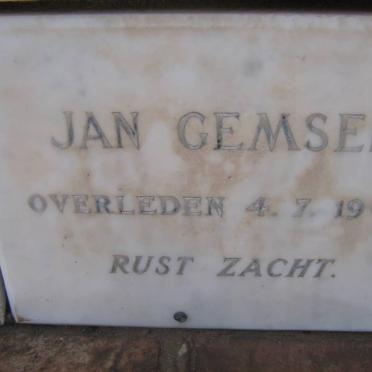 JAN GEMSE
OVERLEDEN 4.7.19
RUST ZACHT.